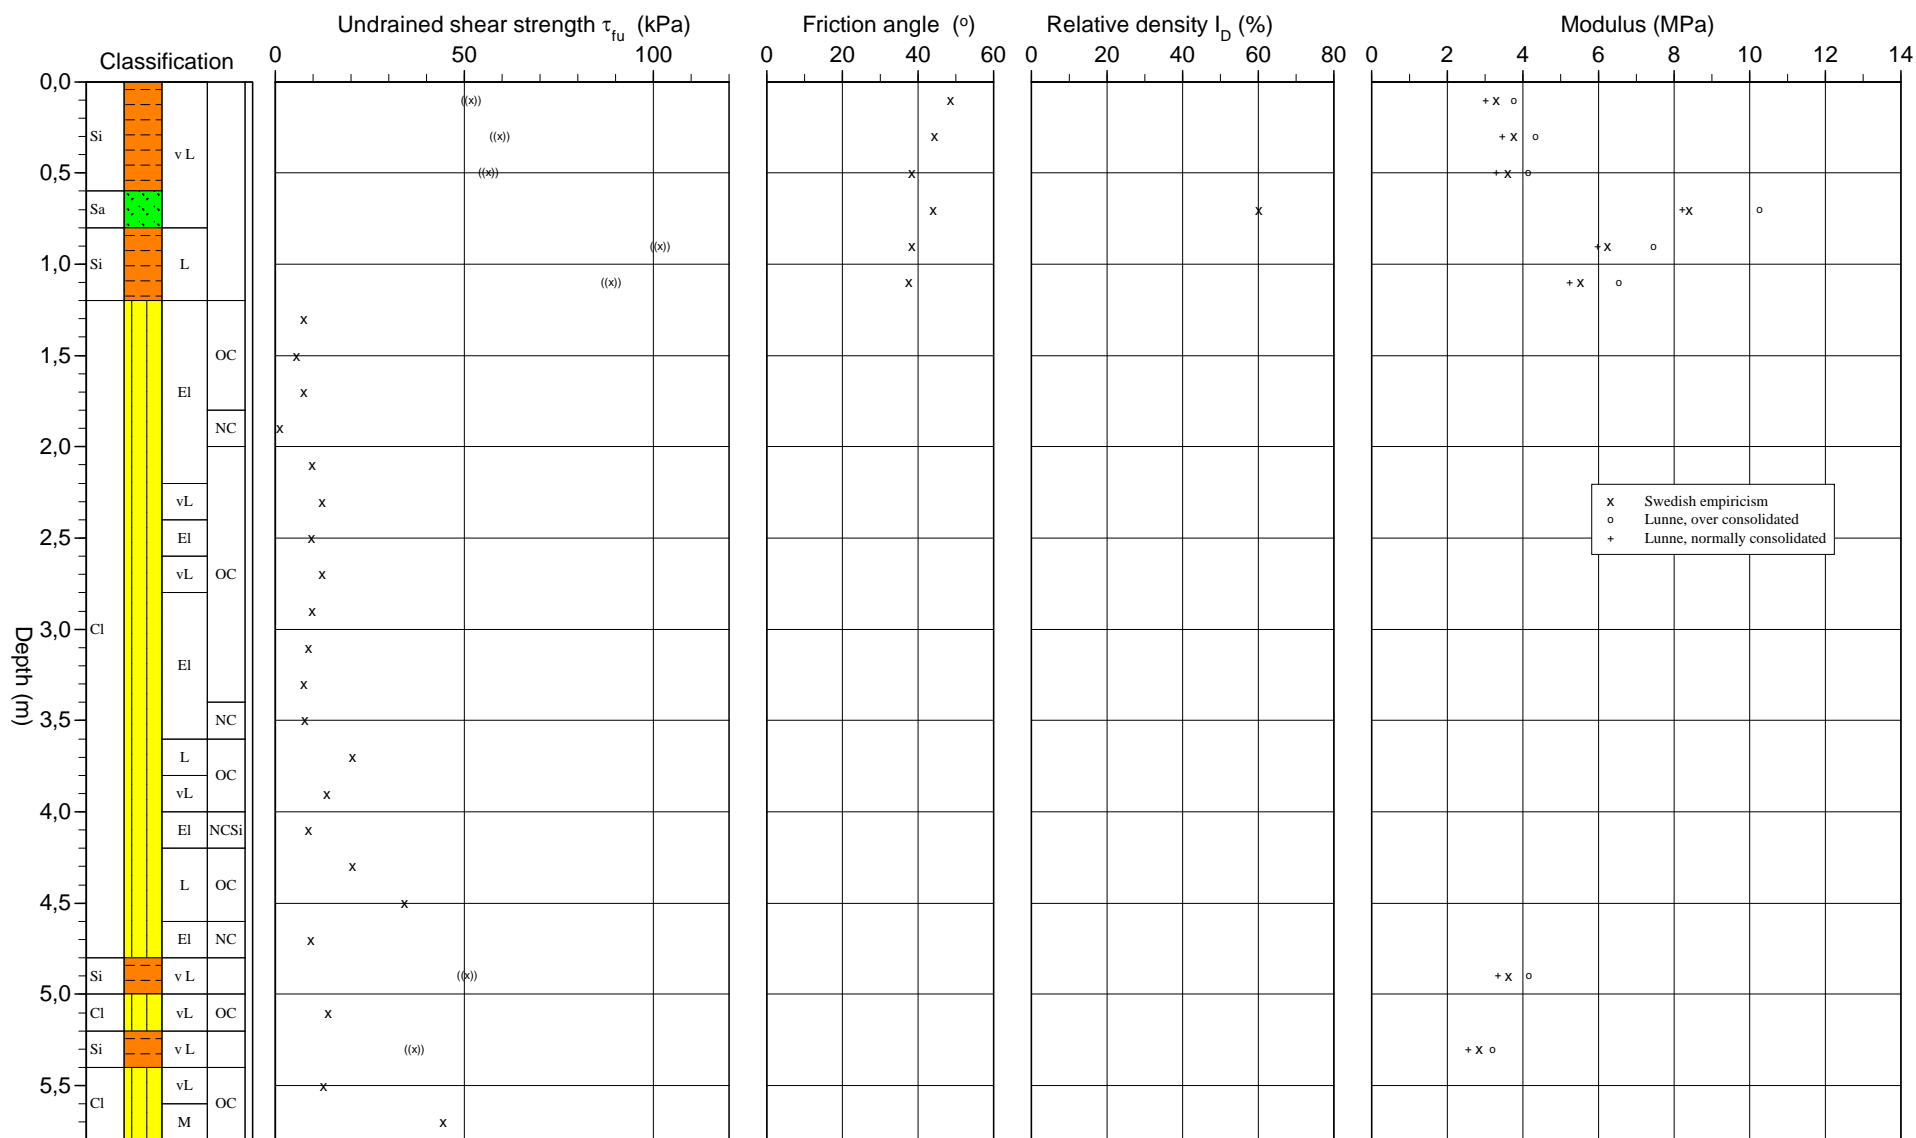 Undrained shear strength τfu (kPa) Friction angle (o) Relative density ID (%) Modulus (MPa)
Classification 0 50 100 0 20 40 60 0 20 40 60 80 0 2 4 6 8 10 12 14
0,0
((x)) x + x o
Si ((x)) x + x o
v L
0,5 ((x)) x + x o
Sa x x + x o
((x)) x + x o
1,0 Si L
((x)) x + x o
x
1,5 OC x
El x
NC x
2,0
x
vL x
x Swedish empiricism
o Lunne, over consolidated
+ Lunne, normally consolidated
2,5 El x
vL OC x
x
3,0 Cl
x
El
x
3,5 NC x
L x
OC
vL x
4,0
El NCSi x
x
L OC
4,5 x
El NC x
Si v L ((x)) + x o
5,0
Cl vL OC x
Si v L ((x)) + x o
5,5 vL x
Cl OC
M x
Depth (m)